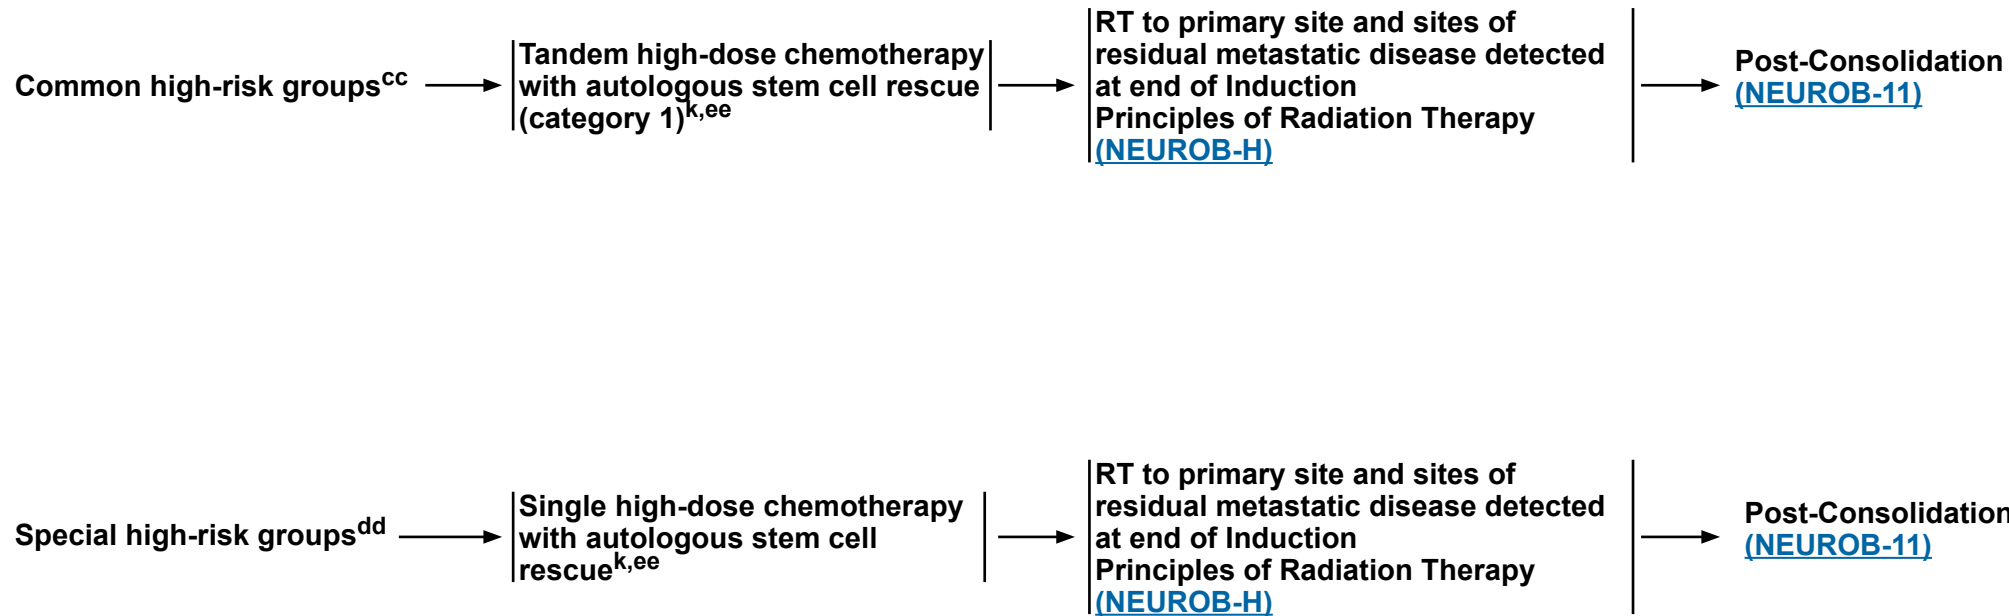 Common high-risk groups^cc
Tandem high-dose chemotherapy
with autologous stem cell rescue
(category 1)^k,ee
RT to primary site and sites of
residual metastatic disease detected
at end of Induction
Principles of Radiation Therapy
(NEUROB-H)
Post-Consolidation
(NEUROB-11)
Special high-risk groups^dd
Single high-dose chemotherapy
with autologous stem cell
rescue^k,ee
RT to primary site and sites of
residual metastatic disease detected
at end of Induction
Principles of Radiation Therapy
(NEUROB-H)
Post-Consolidation
(NEUROB-11)